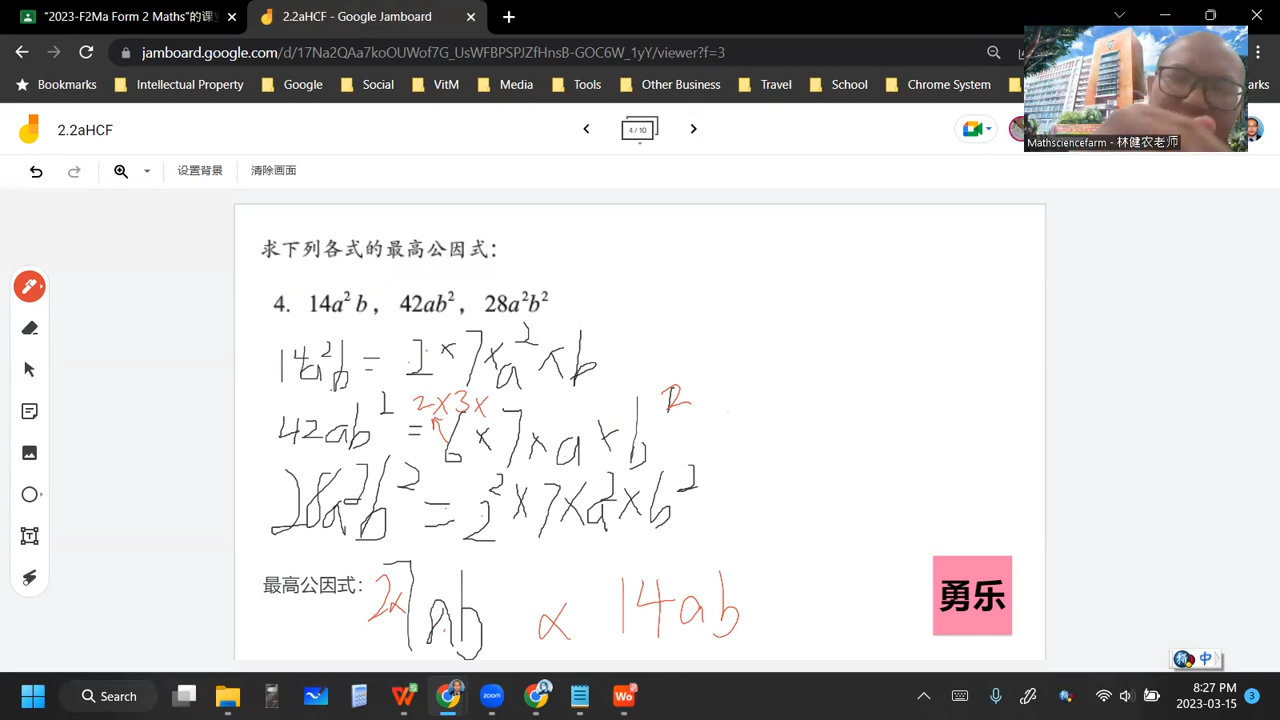 "2023-F2Ma Form 2 Maths"的课
2.2aHCF - Google Jamboard
jamboard.google.com/d/17Na2QAaZqOUWof7G_UsWFBPSPJZfHnsB-GOC6W_1yY/viewer?f=3
Bookmarks Intellectual Property Google VitM Media Tools Other Business Travel School Chrome System
2.2aHCF
4 / 10
Mathsciencefarm - 林健农老师
设置背景 清除画面
求下列各式的最高公因式:
4. 14a²b, 42ab², 28a²b²
14a²b = 2×7×a²×b
2×3×
42ab² = 6×7×a×b²
28a²b² = 2²×7×a²×b²
最高公因式: 2×7ab 14ab
勇乐
中
Search
zoom
Wo
8:27 PM
2023-03-15
3